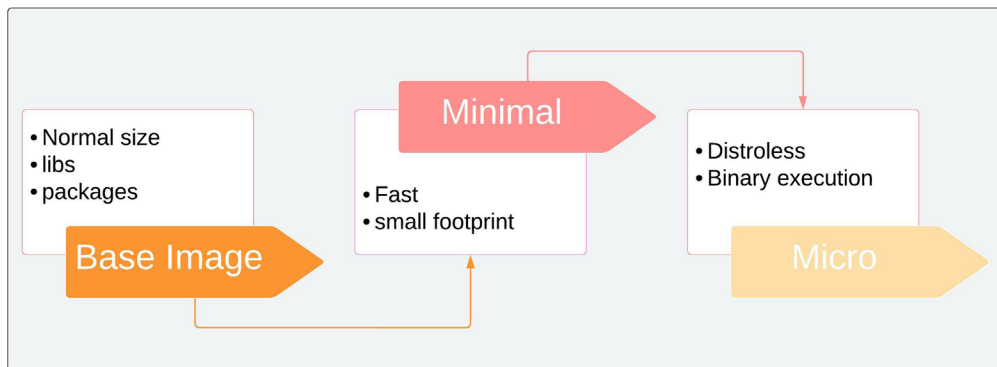 • Normal size
• libs
• packages
Base Image
Minimal
• Fast
• small footprint
• Distroless
• Binary execution
Micro